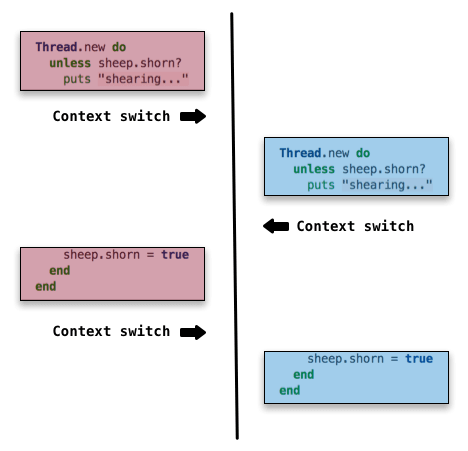 Thread.new do
unless sheep.shorn?
puts "shearing..."
Context switch
Thread.new do
unless sheep.shorn?
puts "shearing..."
Context switch
sheep.shorn = true
end
end
Context switch
sheep.shorn = true
end
end